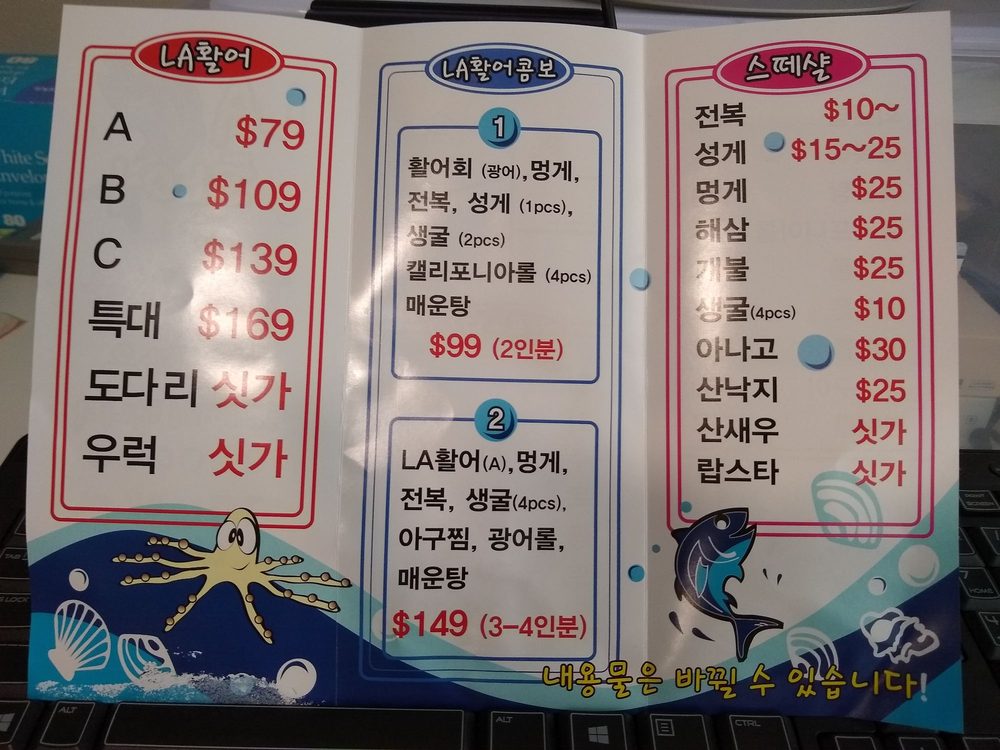 LA활어
A $79
B $109
C $139
특대 $169
도다리 싯가
우럭 싯가
LA활어콤보
1
활어회 (광어),멍게,
전복, 성게 (1pcs),
생굴 (2pcs)
캘리포니아롤 (4pcs)
매운탕
$99 (2인분)
2
LA활어(A),멍게,
전복, 생굴(4pcs),
아구찜, 광어롤,
매운탕
$149 (3-4인분)
스페샬
전복 $10~
성게 $15~25
멍게 $25
해삼 $25
개불 $25
생굴(4pcs) $10
아나고 $30
산낙지 $25
산새우 싯가
랍스타 싯가
내용물은 바뀔 수 있습니다!
ALT
ALT
CTRL
HOME